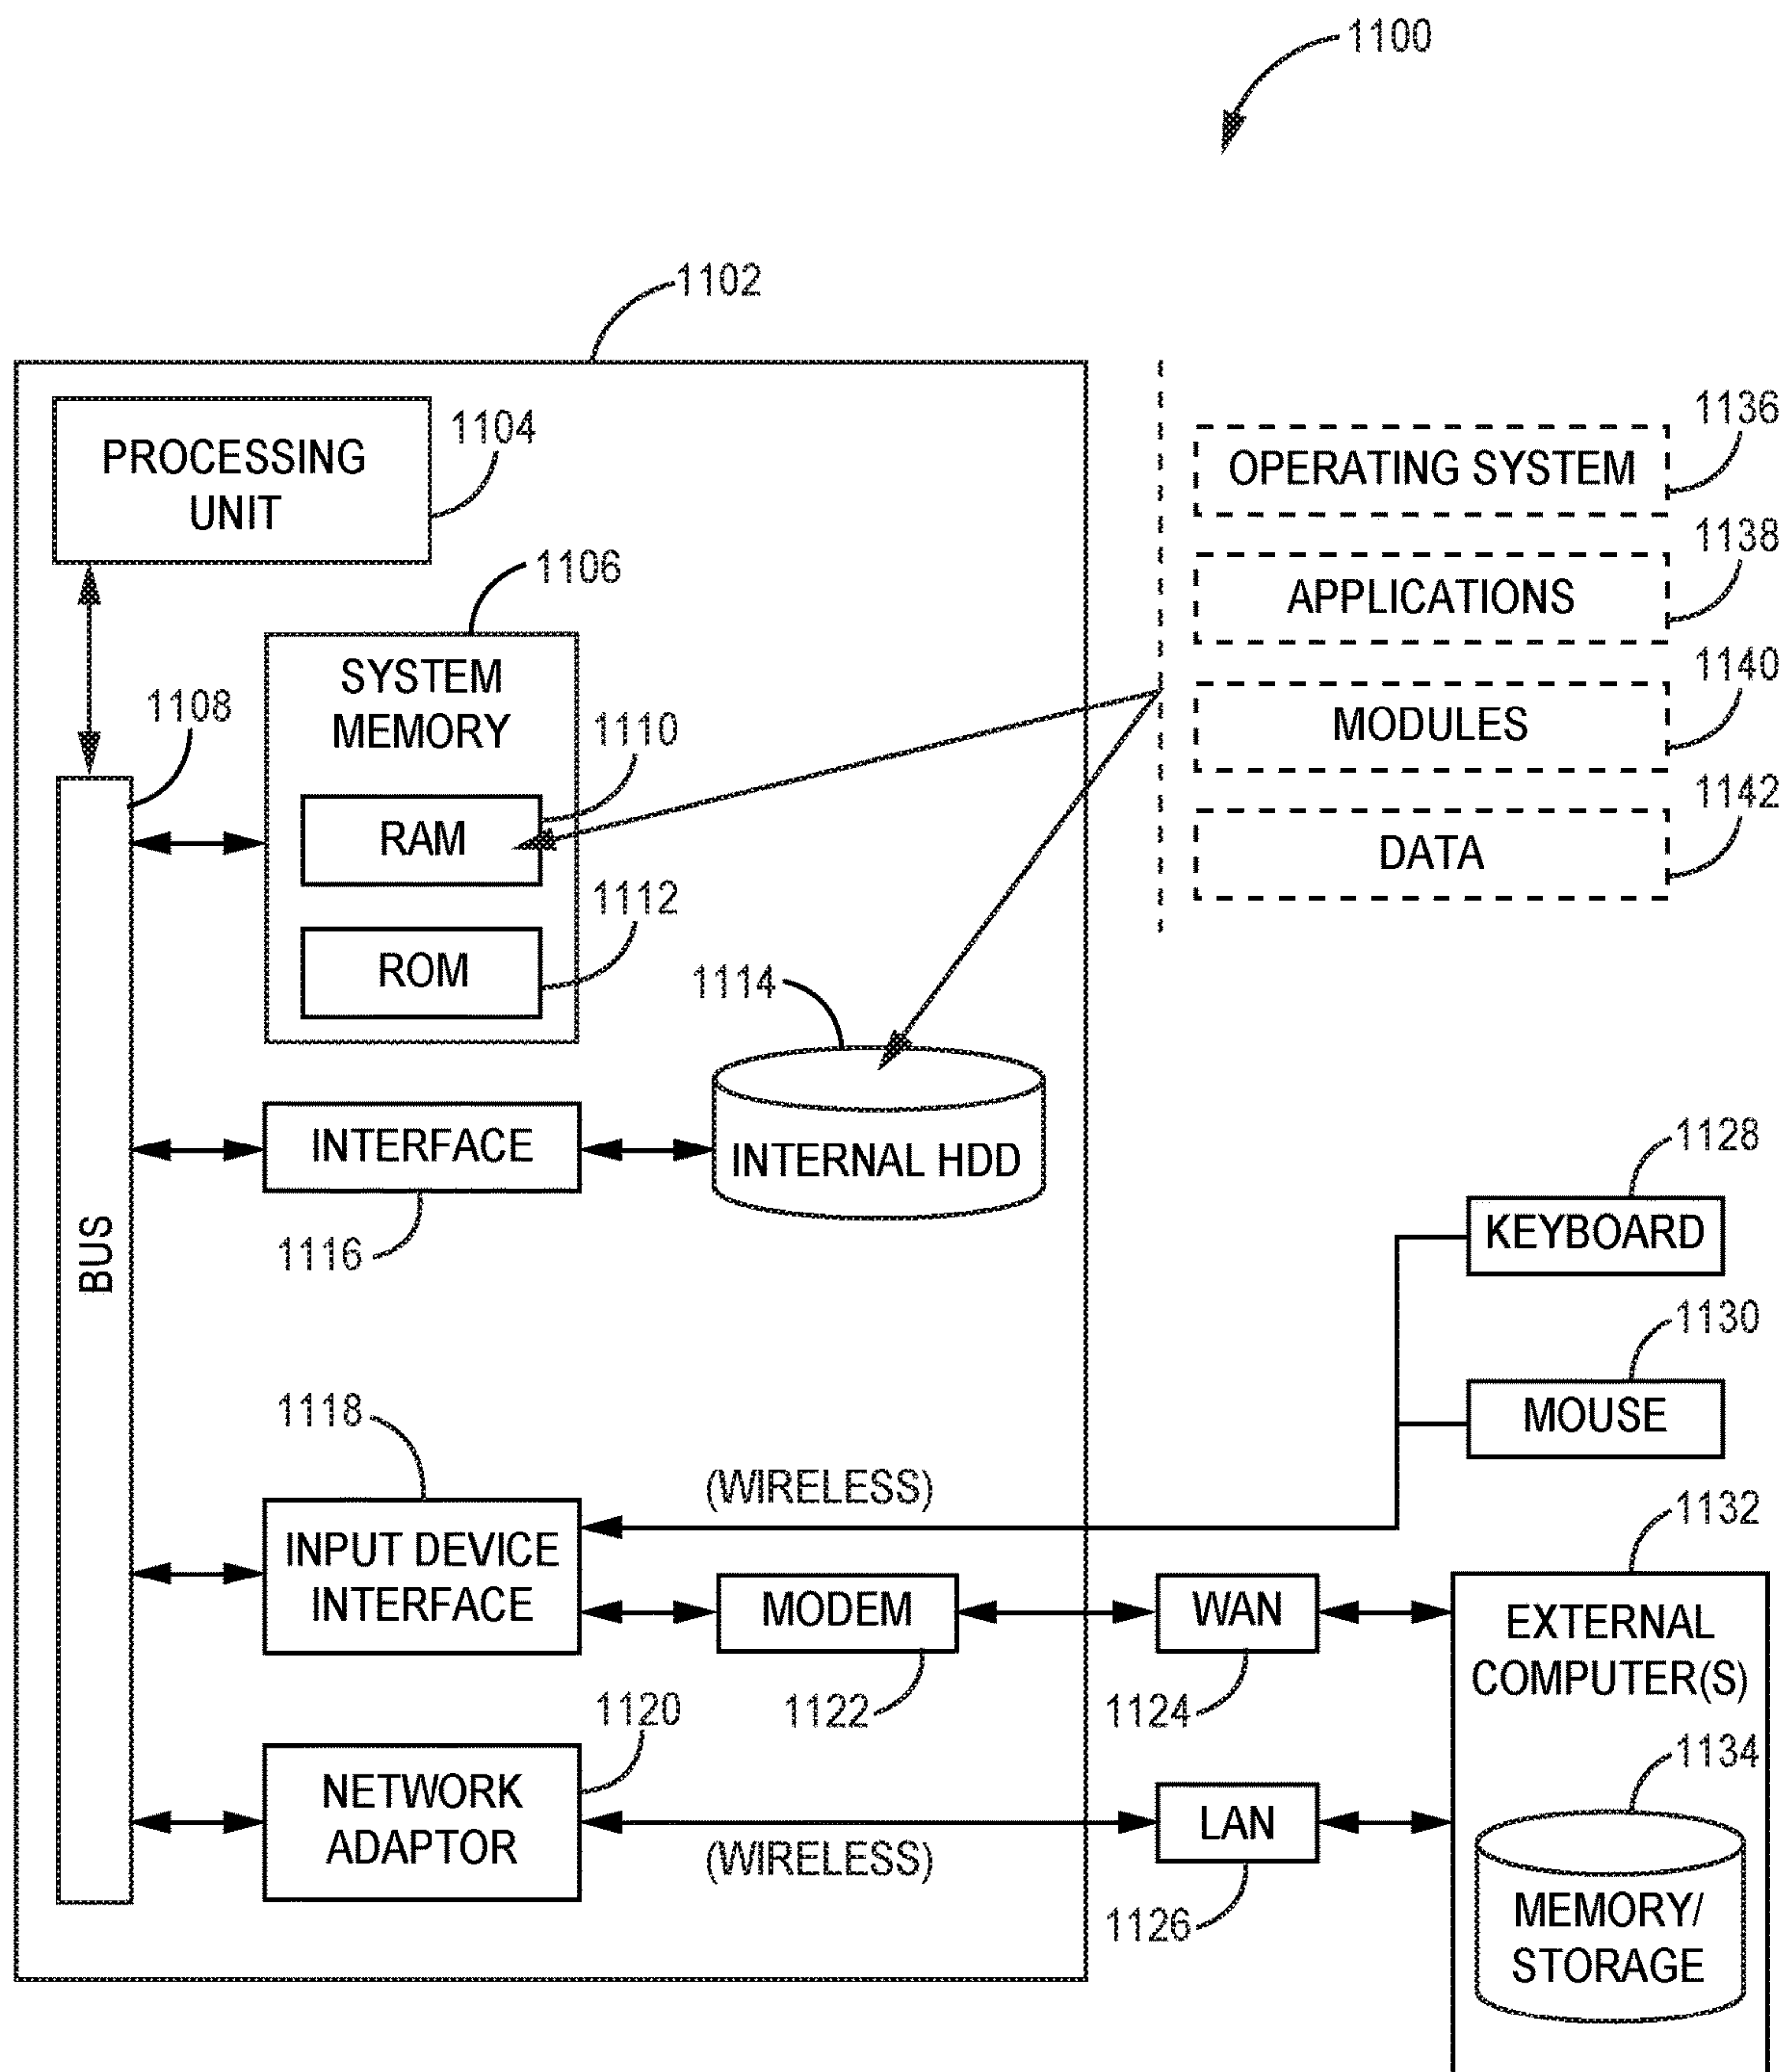 1100
1102
PROCESSING
UNIT
1104
1136
OPERATING SYSTEM
1138
APPLICATIONS
1140
MODULES
1142
DATA
1106
SYSTEM
MEMORY
1108
1110
RAM
1112
ROM
1114
INTERNAL HDD
INTERFACE
1116
BUS
1128
KEYBOARD
1130
MOUSE
1118
(WIRELESS)
INPUT DEVICE
INTERFACE
MODEM
1122
WAN
1124
1132
EXTERNAL
COMPUTER(S)
1120
NETWORK
ADAPTOR
(WIRELESS)
LAN
1126
1134
MEMORY/
STORAGE